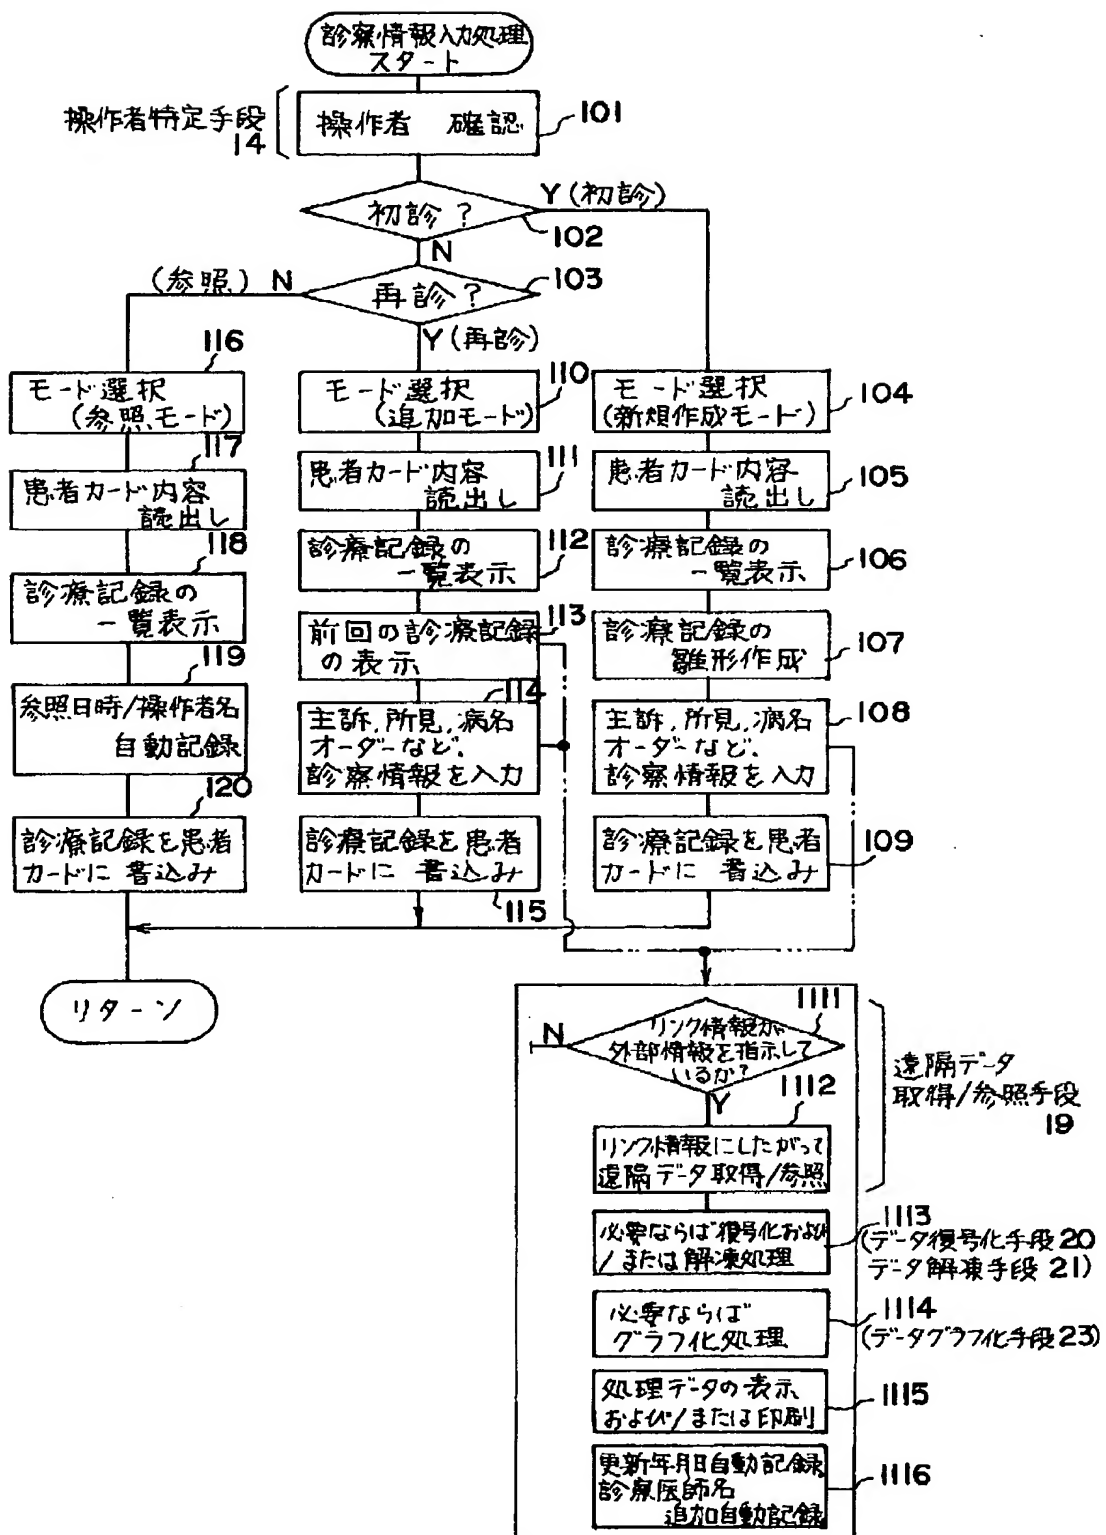 診察情報入力処理
スタート
操作者特定手段
14
操作者 確認
101
初診?
102
Y(初診)
N
再診?
103
(参照) N
Y(再診)
116
モード選択
(参照モード)
117
患者カード内容
読出し
118
診療記録の
一覧表示
119
参照日時/操作者名
自動記録
120
診療記録を患者
カードに書込み
リターン
110
モード選択
(追加モード)
111
患者カード内容
読出し
112
診療記録の
一覧表示
113
前回の診療記録
の表示
114
主訴,所見,病名
オーダーなど.
診察情報を入力
診療記録を患者
カードに書込み
115
モード選択
(新規作成モード)
104
患者カード内容
読出し
105
診療記録の
一覧表示
106
診療記録の
雛形作成
107
主訴,所見,病名
オーダーなど.
診察情報を入力
108
診療記録を患者
カードに書込み
109
1111
リンク情報が
外部情報を指示して
いるか?
N
Y
遠隔データ
取得/参照手段
19
1112
リンク情報にしたがって
遠隔データ取得/参照
必要ならば復号化および
/または解凍処理
1113
(データ復号化手段20
データ解凍手段21)
必要ならば
グラフ化処理
1114
(データグラフ化手段23)
処理データの表示
および/または印刷
1115
更新年月日自動記録
診療医師名
追加自動記録
1116